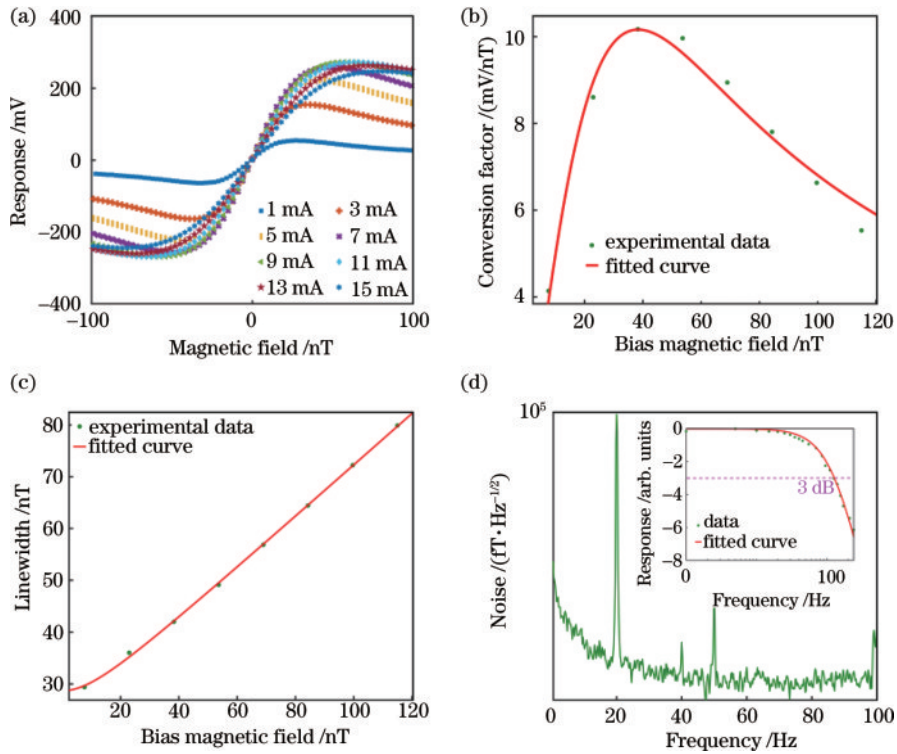 (a)
400
200
0
−200
−400
Response /mV
1 mA 3 mA
5 mA 7 mA
9 mA 11 mA
13 mA 15 mA
−100 0 100
Magnetic field /nT
(b)
10
8
6
4
Conversion factor /(mV/nT)
experimental data
fitted curve
20 40 60 80 100 120
Bias magnetic field /nT
(c)
80
70
60
50
40
30
Linewidth /nT
experimental data
fitted curve
20 40 60 80 100 120
Bias magnetic field /nT
(d)
10⁵
Noise /(fT·Hz⁻¹ᐟ²)
0
−2
−4
−6
−8
Response /arb. units
3 dB
data
fitted curve
0 100
Frequency /Hz
0 20 40 60 80 100
Frequency /Hz